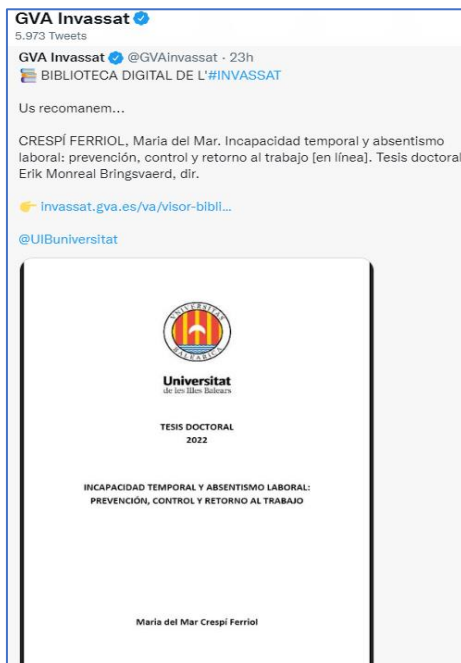 GVA Invassat
5.973 Tweets
GVA Invassat @GVAinvassat · 23h
BIBLIOTECA DIGITAL DE L'#INVASSAT
Us recomanem...
CRESPÍ FERRIOL, Maria del Mar. Incapacidad temporal y absentismo
laboral: prevención, control y retorno al trabajo [en línea]. Tesis doctoral
Erik Monreal Bringsvaerd, dir.
invassat.gva.es/va/visor-bibli...
@UIBuniversitat
UNIVERSITAS
BALEARICA
Universitat
de les Illes Balears
TESIS DOCTORAL
2022
INCAPACIDAD TEMPORAL Y ABSENTISMO LABORAL:
PREVENCIÓN, CONTROL Y RETORNO AL TRABAJO
Maria del Mar Crespí Ferriol